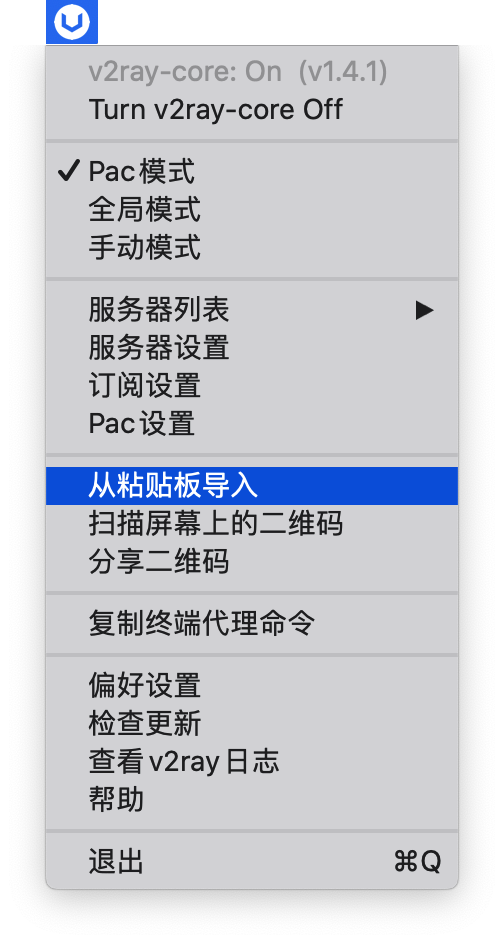 v2ray-core: On (v1.4.1)
Turn v2ray-core Off
Pac模式
全局模式
手动模式
服务器列表
服务器设置
订阅设置
Pac设置
从粘贴板导入
扫描屏幕上的二维码
分享二维码
复制终端代理命令
偏好设置
检查更新
查看v2ray日志
帮助
退出 ⌘Q